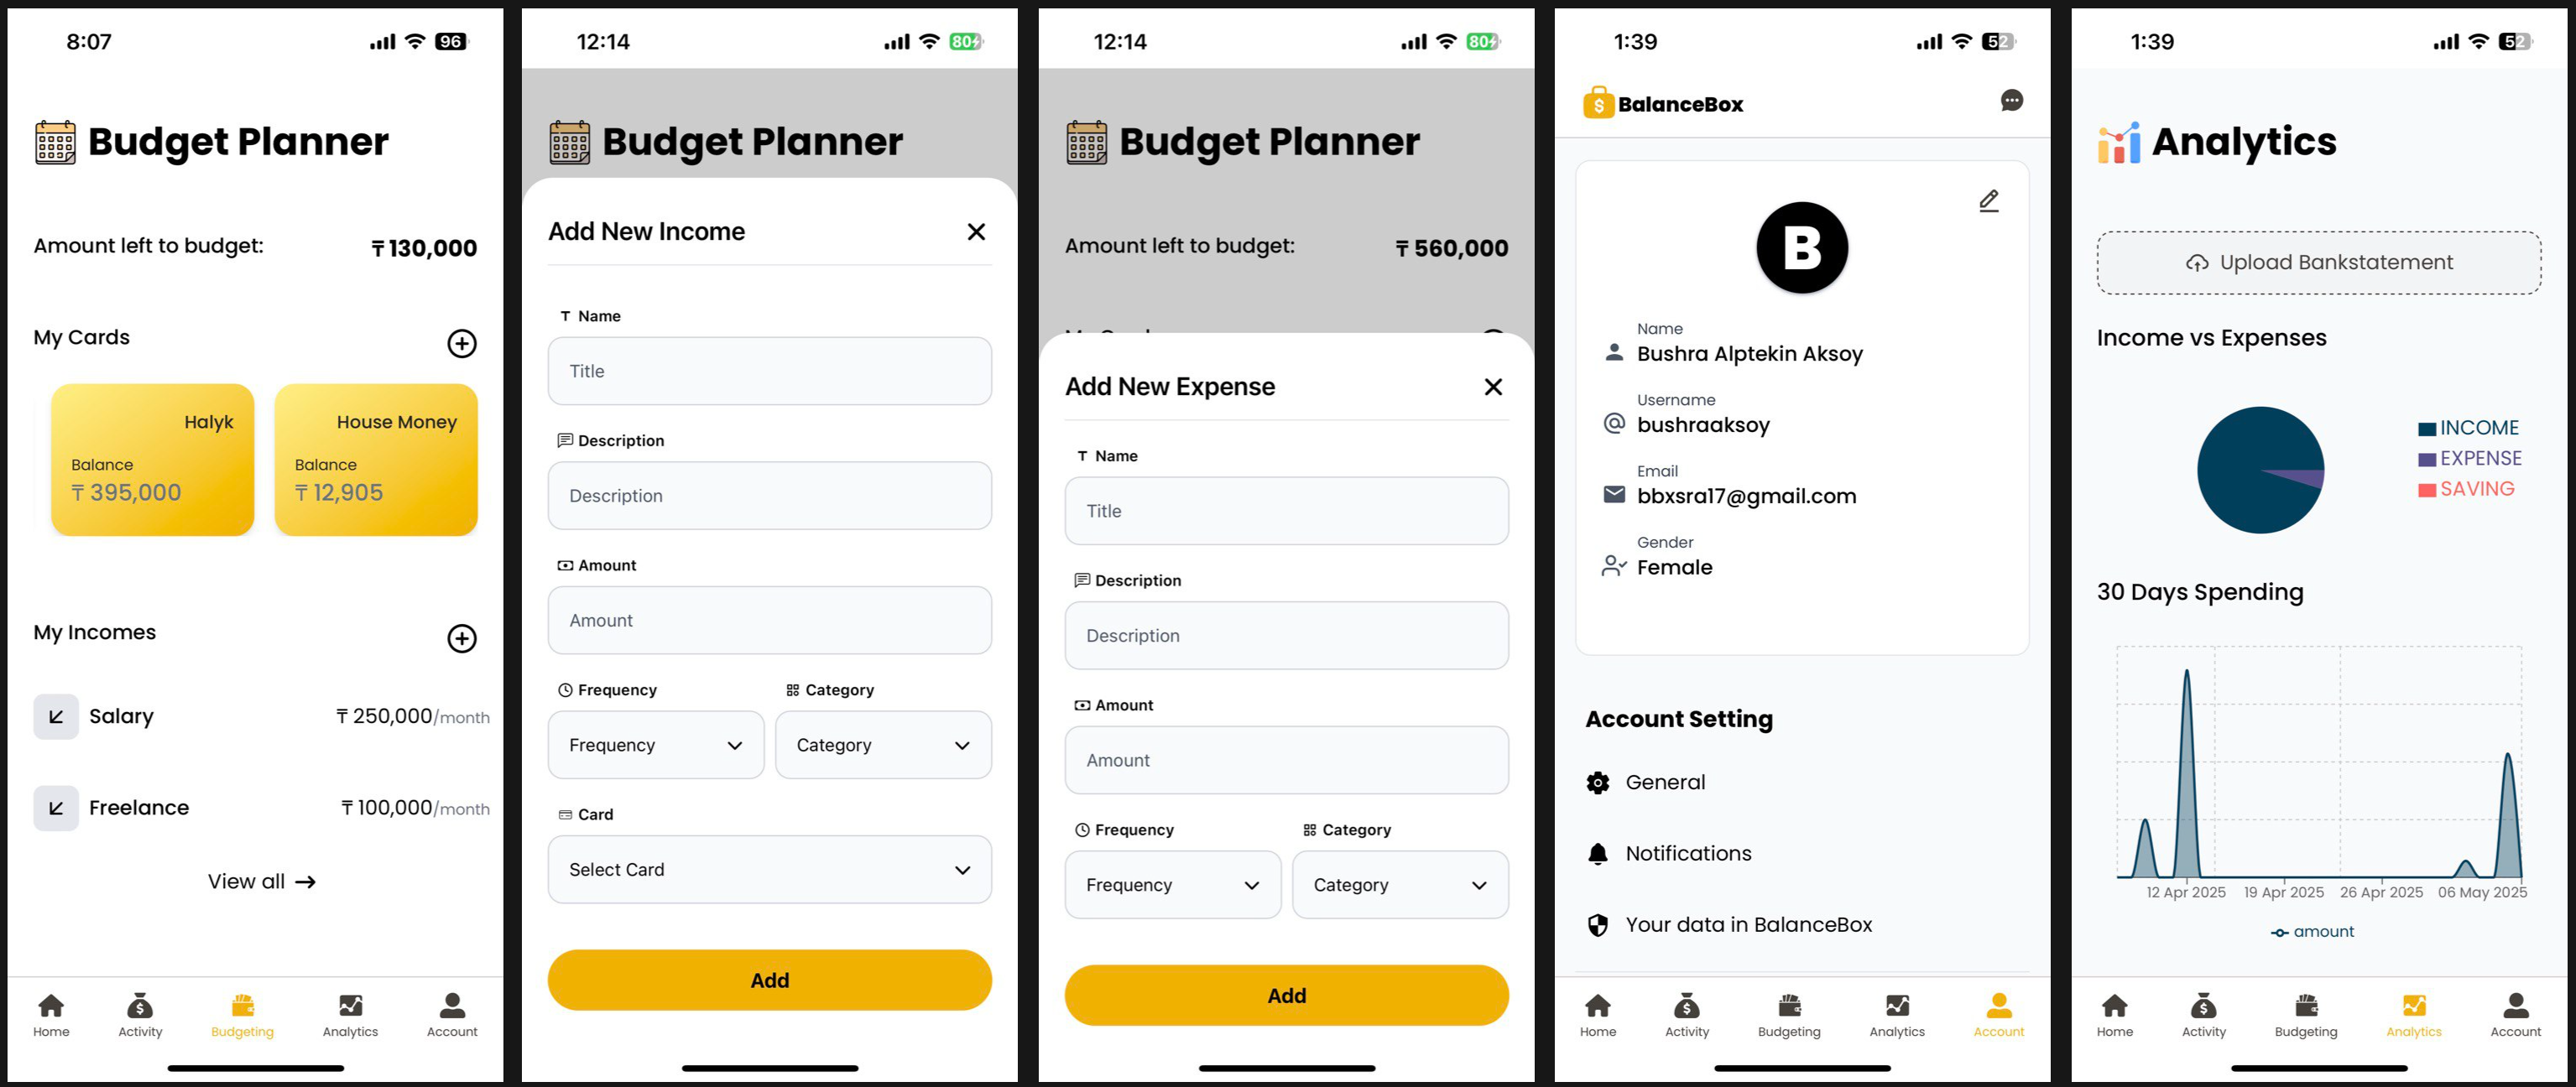 8:07
96
Budget Planner
Amount left to budget:
₸ 130,000
My Cards
Halyk
Balance
₸ 395,000
House Money
Balance
₸ 12,905
My Incomes
Salary
₸ 250,000/month
Freelance
₸ 100,000/month
View all →
Home
Activity
Budgeting
Analytics
Account
12:14
80
Budget Planner
Add New Income
Name
Title
Description
Description
Amount
Amount
Frequency
Category
Frequency
Category
Card
Select Card
Add
12:14
80
Budget Planner
Amount left to budget:
₸ 560,000
Add New Expense
Name
Title
Description
Description
Amount
Amount
Frequency
Category
Frequency
Category
Add
1:39
52
BalanceBox
B
Name
Bushra Alptekin Aksoy
Username
bushraaksoy
Email
bbxsra17@gmail.com
Gender
Female
Account Setting
General
Notifications
Your data in BalanceBox
Home
Activity
Budgeting
Analytics
Account
1:39
52
Analytics
Upload Bankstatement
Income vs Expenses
INCOME
EXPENSE
SAVING
30 Days Spending
12 Apr 2025
19 Apr 2025
26 Apr 2025
06 May 2025
amount
Home
Activity
Budgeting
Analytics
Account